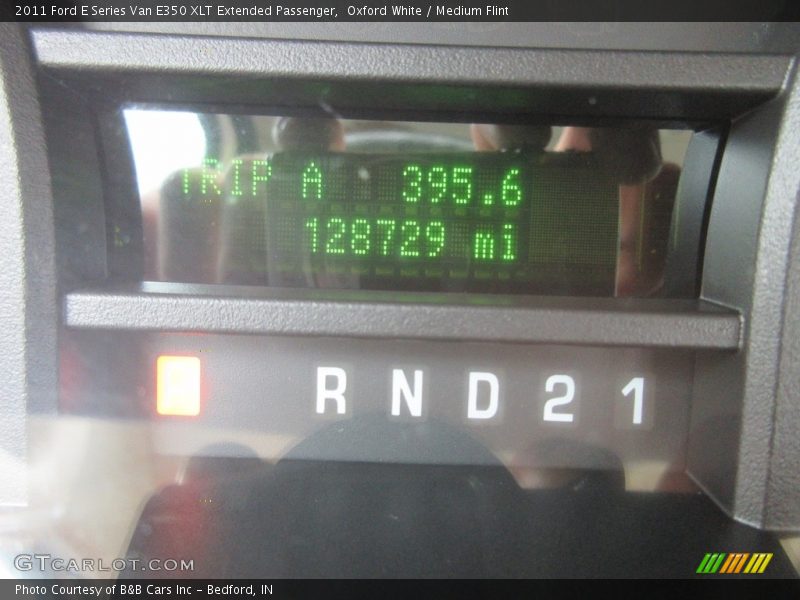 2011 Ford E Series Van E350 XLT Extended Passenger,  Oxford White / Medium Flint
TRIP A 395.6
128729 mi
R N D 2 1
GTCARLOT.COM
Photo Courtesy of B&B Cars Inc – Bedford, IN